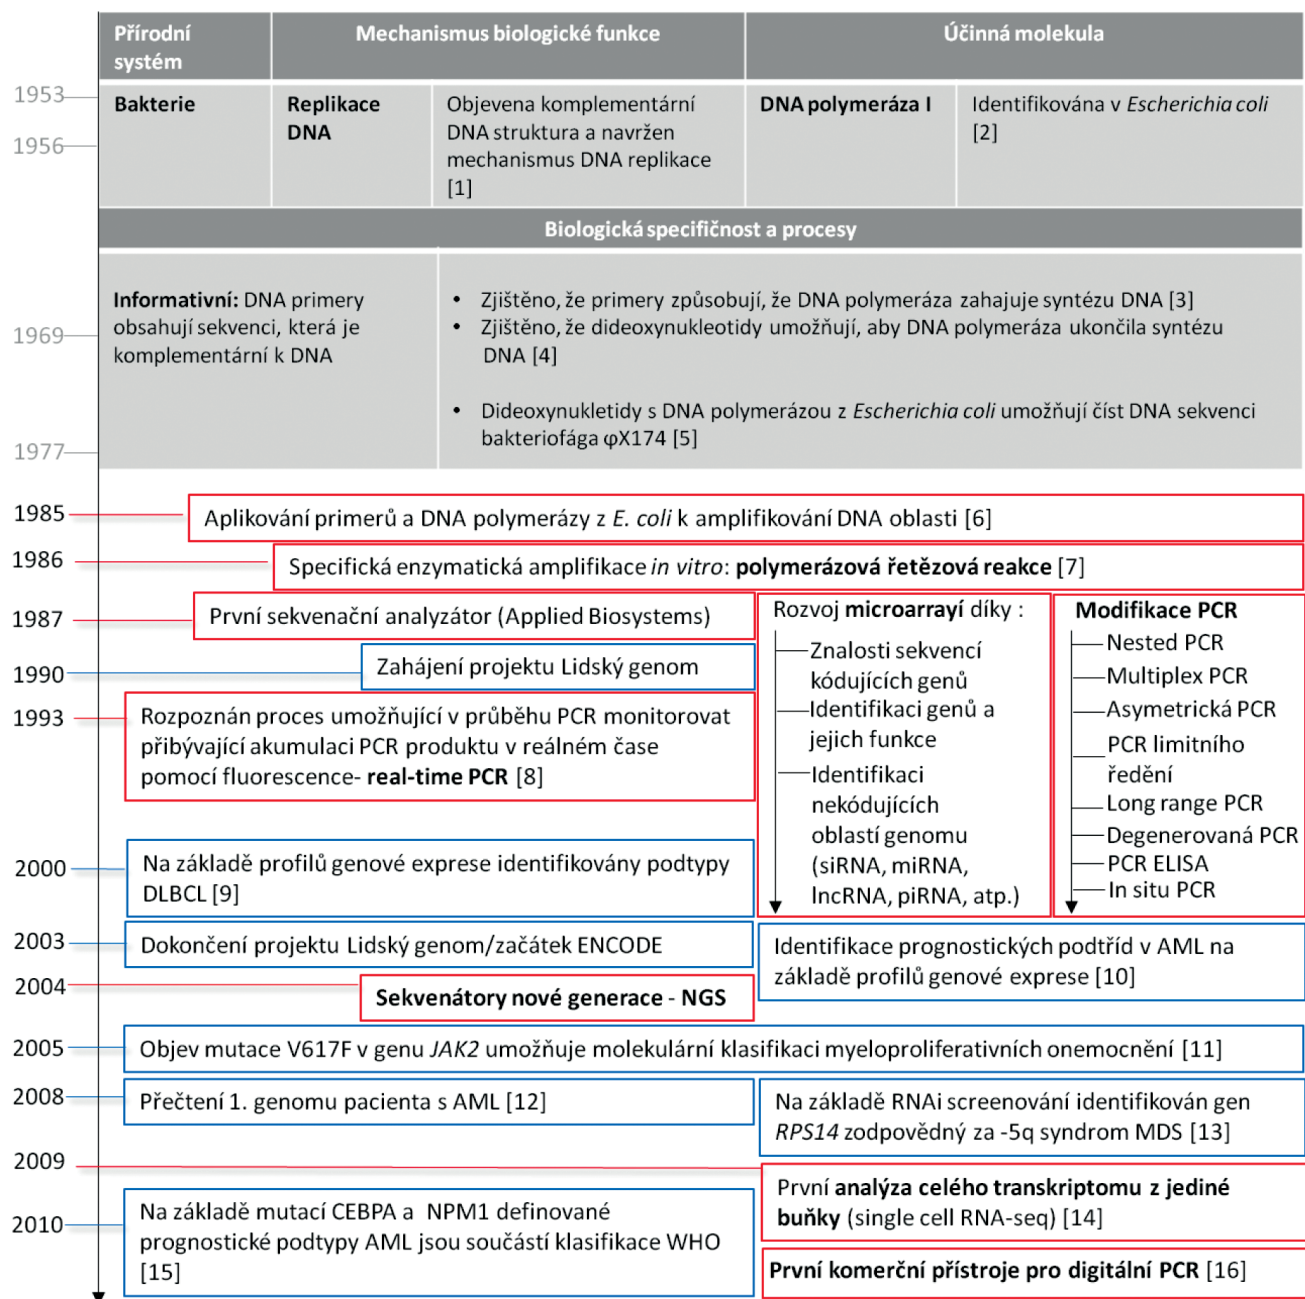 Přírodní
systém
Mechanismus biologické funkce
Účinná molekula
1953
1956
Bakterie
Replikace
DNA
Objevena komplementární
DNA struktura a navržen
mechanismus DNA replikace
[1]
DNA polymeráza I
Identifikována v Escherichia coli
[2]
Biologická specifičnost a procesy
1969
1977
Informativní: DNA primery
obsahují sekvenci, která je
komplementární k DNA
• Zjištěno, že primery způsobují, že DNA polymeráza zahajuje syntézu DNA [3]
• Zjištěno, že dideoxynukleotidy umožňují, aby DNA polymeráza ukončila syntézu
DNA [4]
• Dideoxynukletidy s DNA polymerázou z Escherichia coli umožňují číst DNA sekvenci
bakteriofága φX174 [5]
1985
Aplikování primerů a DNA polymerázy z E. coli k amplifikování DNA oblasti [6]
1986
Specifická enzymatická amplifikace in vitro: polymerázová řetězová reakce [7]
1987
První sekvenační analyzátor (Applied Biosystems)
1990
Zahájení projektu Lidský genom
1993
Rozpoznán proces umožňující v průběhu PCR monitorovat
přibývající akumulaci PCR produktu v reálném čase
pomocí fluorescence- real-time PCR [8]
Rozvoj microarrayí díky :
Znalosti sekvencí
kódujících genů
Identifikaci genů a
jejich funkce
Identifikaci
nekódujících
oblastí genomu
(siRNA, miRNA,
lncRNA, piRNA, atp.)
Modifikace PCR
Nested PCR
Multiplex PCR
Asymetrická PCR
PCR limitního
ředění
Long range PCR
Degenerovaná PCR
PCR ELISA
In situ PCR
2000
Na základě profilů genové exprese identifikovány podtypy
DLBCL [9]
2003
Dokončení projektu Lidský genom/začátek ENCODE
Identifikace prognostických podtříd v AML na
základě profilů genové exprese [10]
2004
Sekvenátory nové generace - NGS
2005
Objev mutace V617F v genu JAK2 umožňuje molekulární klasifikaci myeloproliferativních onemocnění [11]
2008
Přečtení 1. genomu pacienta s AML [12]
Na základě RNAi screenování identifikován gen
RPS14 zodpovědný za -5q syndrom MDS [13]
2009
První analýza celého transkriptomu z jediné
buňky (single cell RNA-seq) [14]
2010
Na základě mutací CEBPA a NPM1 definované
prognostické podtypy AML jsou součástí klasifikace WHO
[15]
První komerční přístroje pro digitální PCR [16]